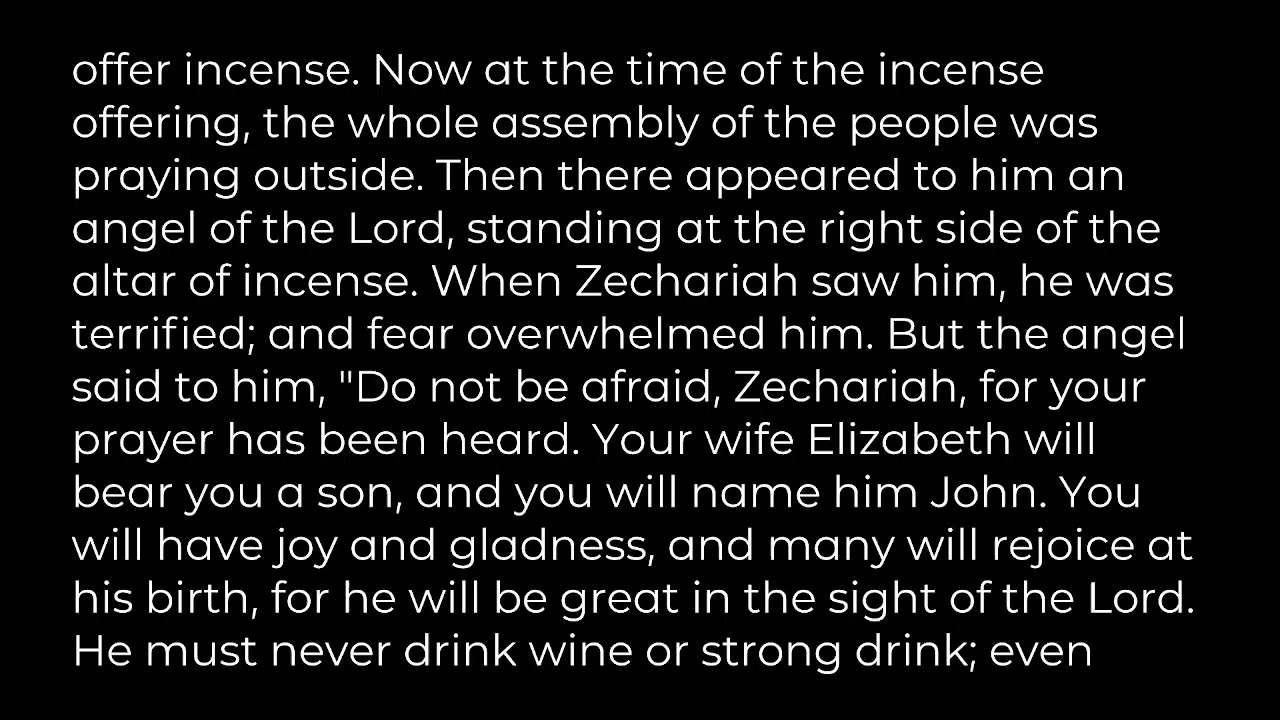 offer incense. Now at the time of the incense
offering, the whole assembly of the people was
praying outside. Then there appeared to him an
angel of the Lord, standing at the right side of the
altar of incense. When Zechariah saw him, he was
terrified; and fear overwhelmed him. But the angel
said to him, "Do not be afraid, Zechariah, for your
prayer has been heard. Your wife Elizabeth will
bear you a son, and you will name him John. You
will have joy and gladness, and many will rejoice at
his birth, for he will be great in the sight of the Lord.
He must never drink wine or strong drink; even